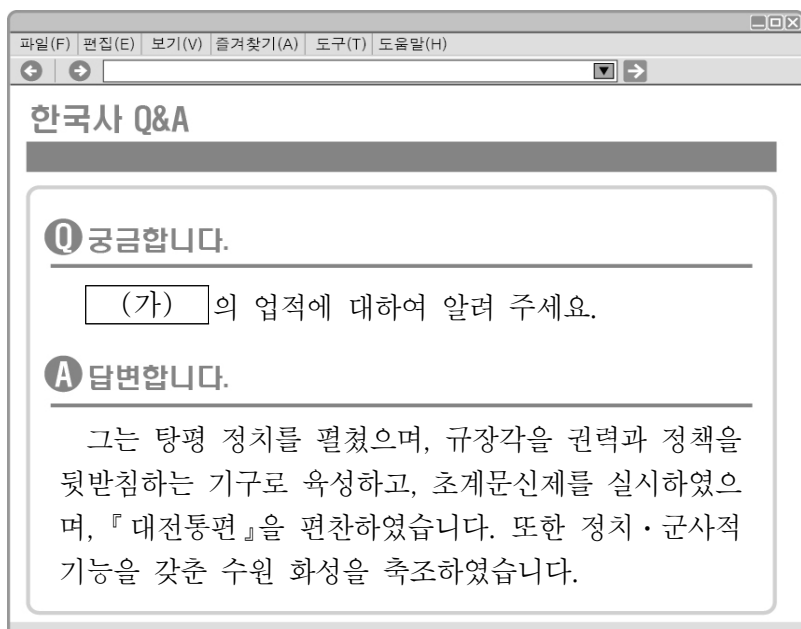 파일(F) 편집(E) 보기(V) 즐겨찾기(A) 도구(T) 도움말(H)
한국사 Q&A
Q 궁금합니다.
(가) 의 업적에 대하여 알려 주세요.
A 답변합니다.
그는 탕평 정치를 펼쳤으며, 규장각을 권력과 정책을
뒷받침하는 기구로 육성하고, 초계문신제를 실시하였으
며, 『대전통편』을 편찬하였습니다. 또한 정치・군사적
기능을 갖춘 수원 화성을 축조하였습니다.